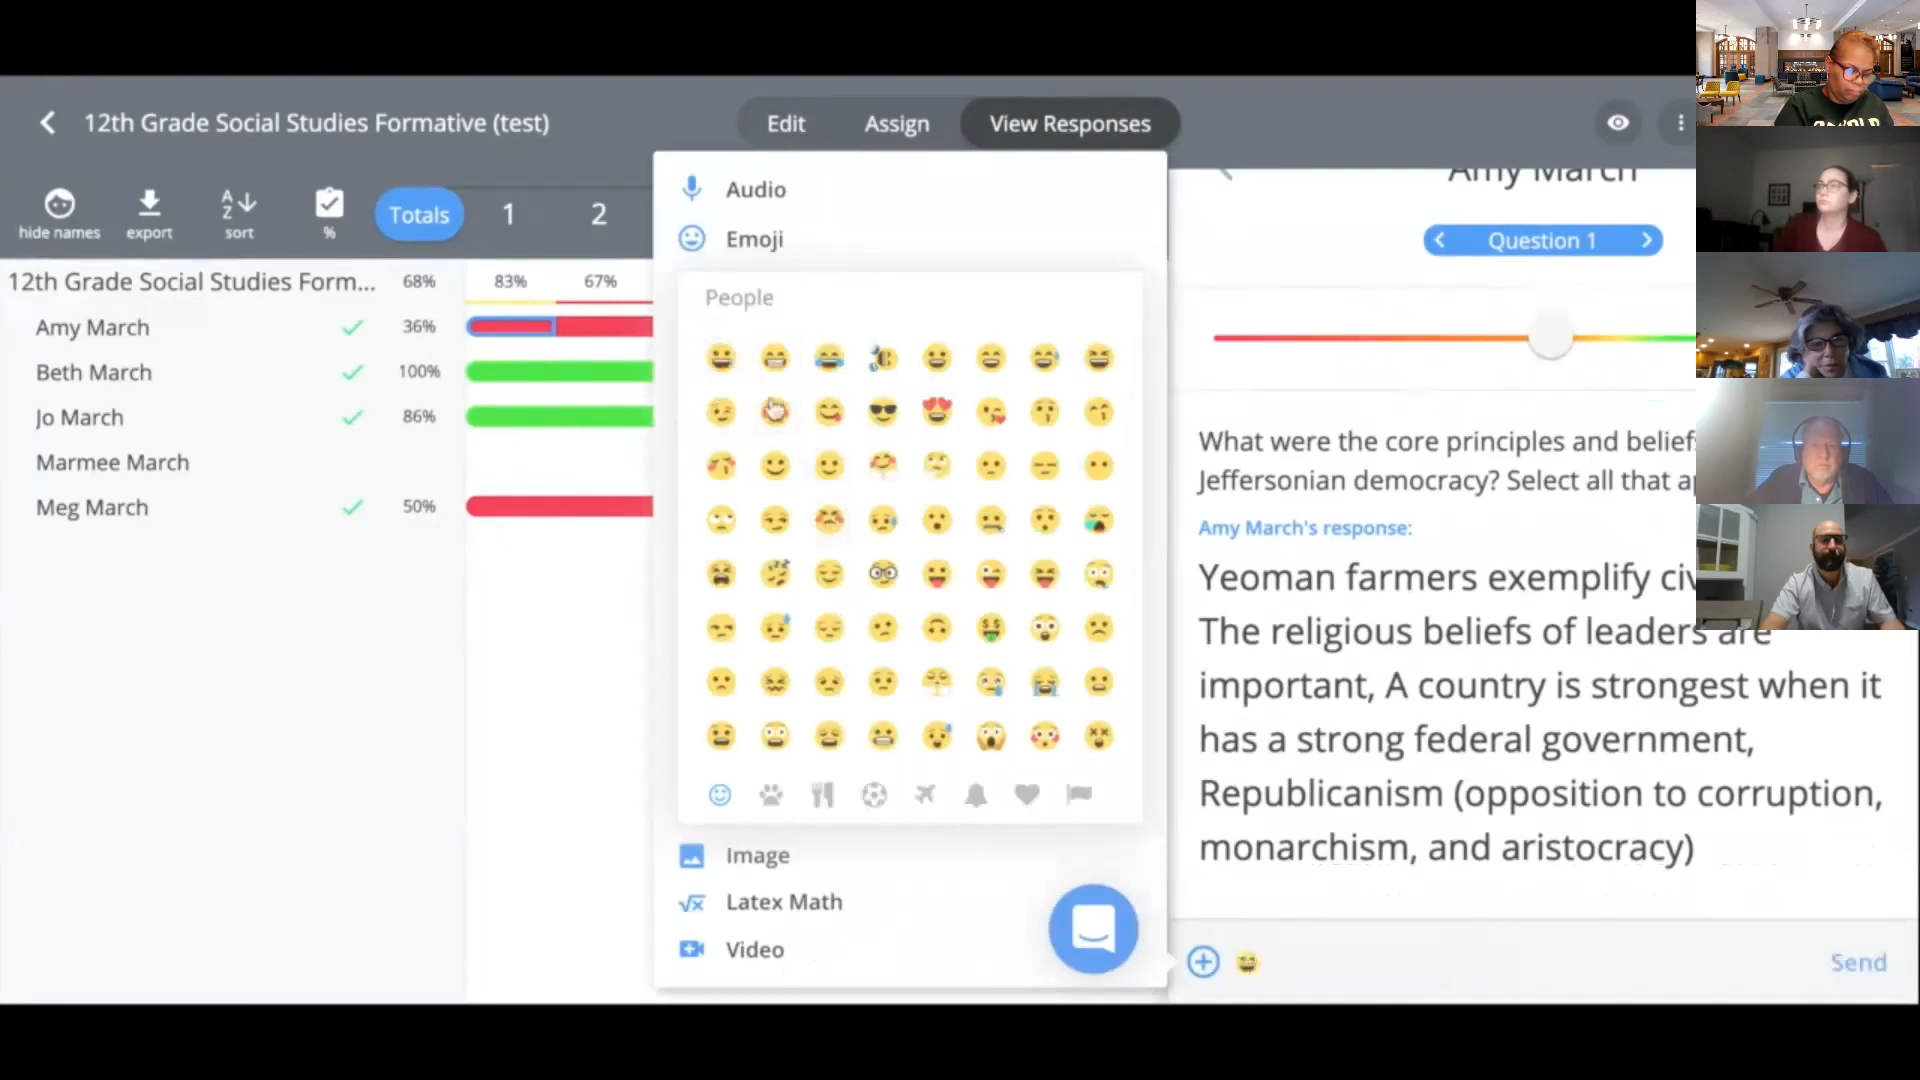 12th Grade Social Studies Formative (test)
Edit
Assign
View Responses
hide names
export
A Z
sort
%
Totals
1
2
Audio
Emoji
Amy March
Question 1
12th Grade Social Studies Form...
68%
83%
67%
People
Amy March
36%
Beth March
100%
Jo March
86%
Marmee March
Meg March
50%
What were the core principles and belief
Jeffersonian democracy? Select all that a
Amy March's response:
Yeoman farmers exemplify civ
The religious beliefs of leaders are
important, A country is strongest when it
has a strong federal government,
Republicanism (opposition to corruption,
monarchism, and aristocracy)
Image
Latex Math
Video
Send